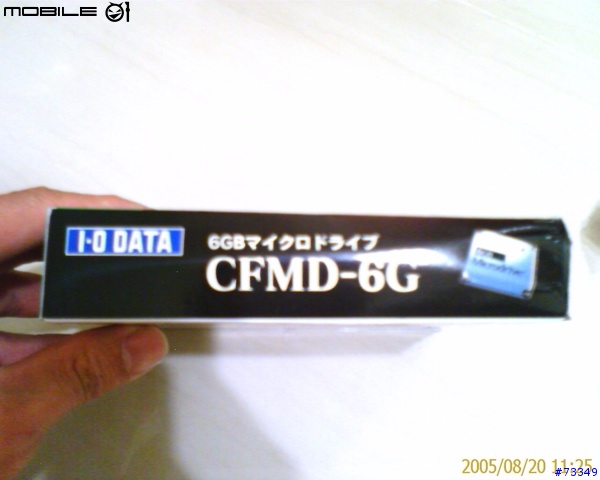 MOBILE01
I-O DATA
6GBマイクロドライブ
CFMD-6G
Microdrive
2005/08/20 11:25
#73349